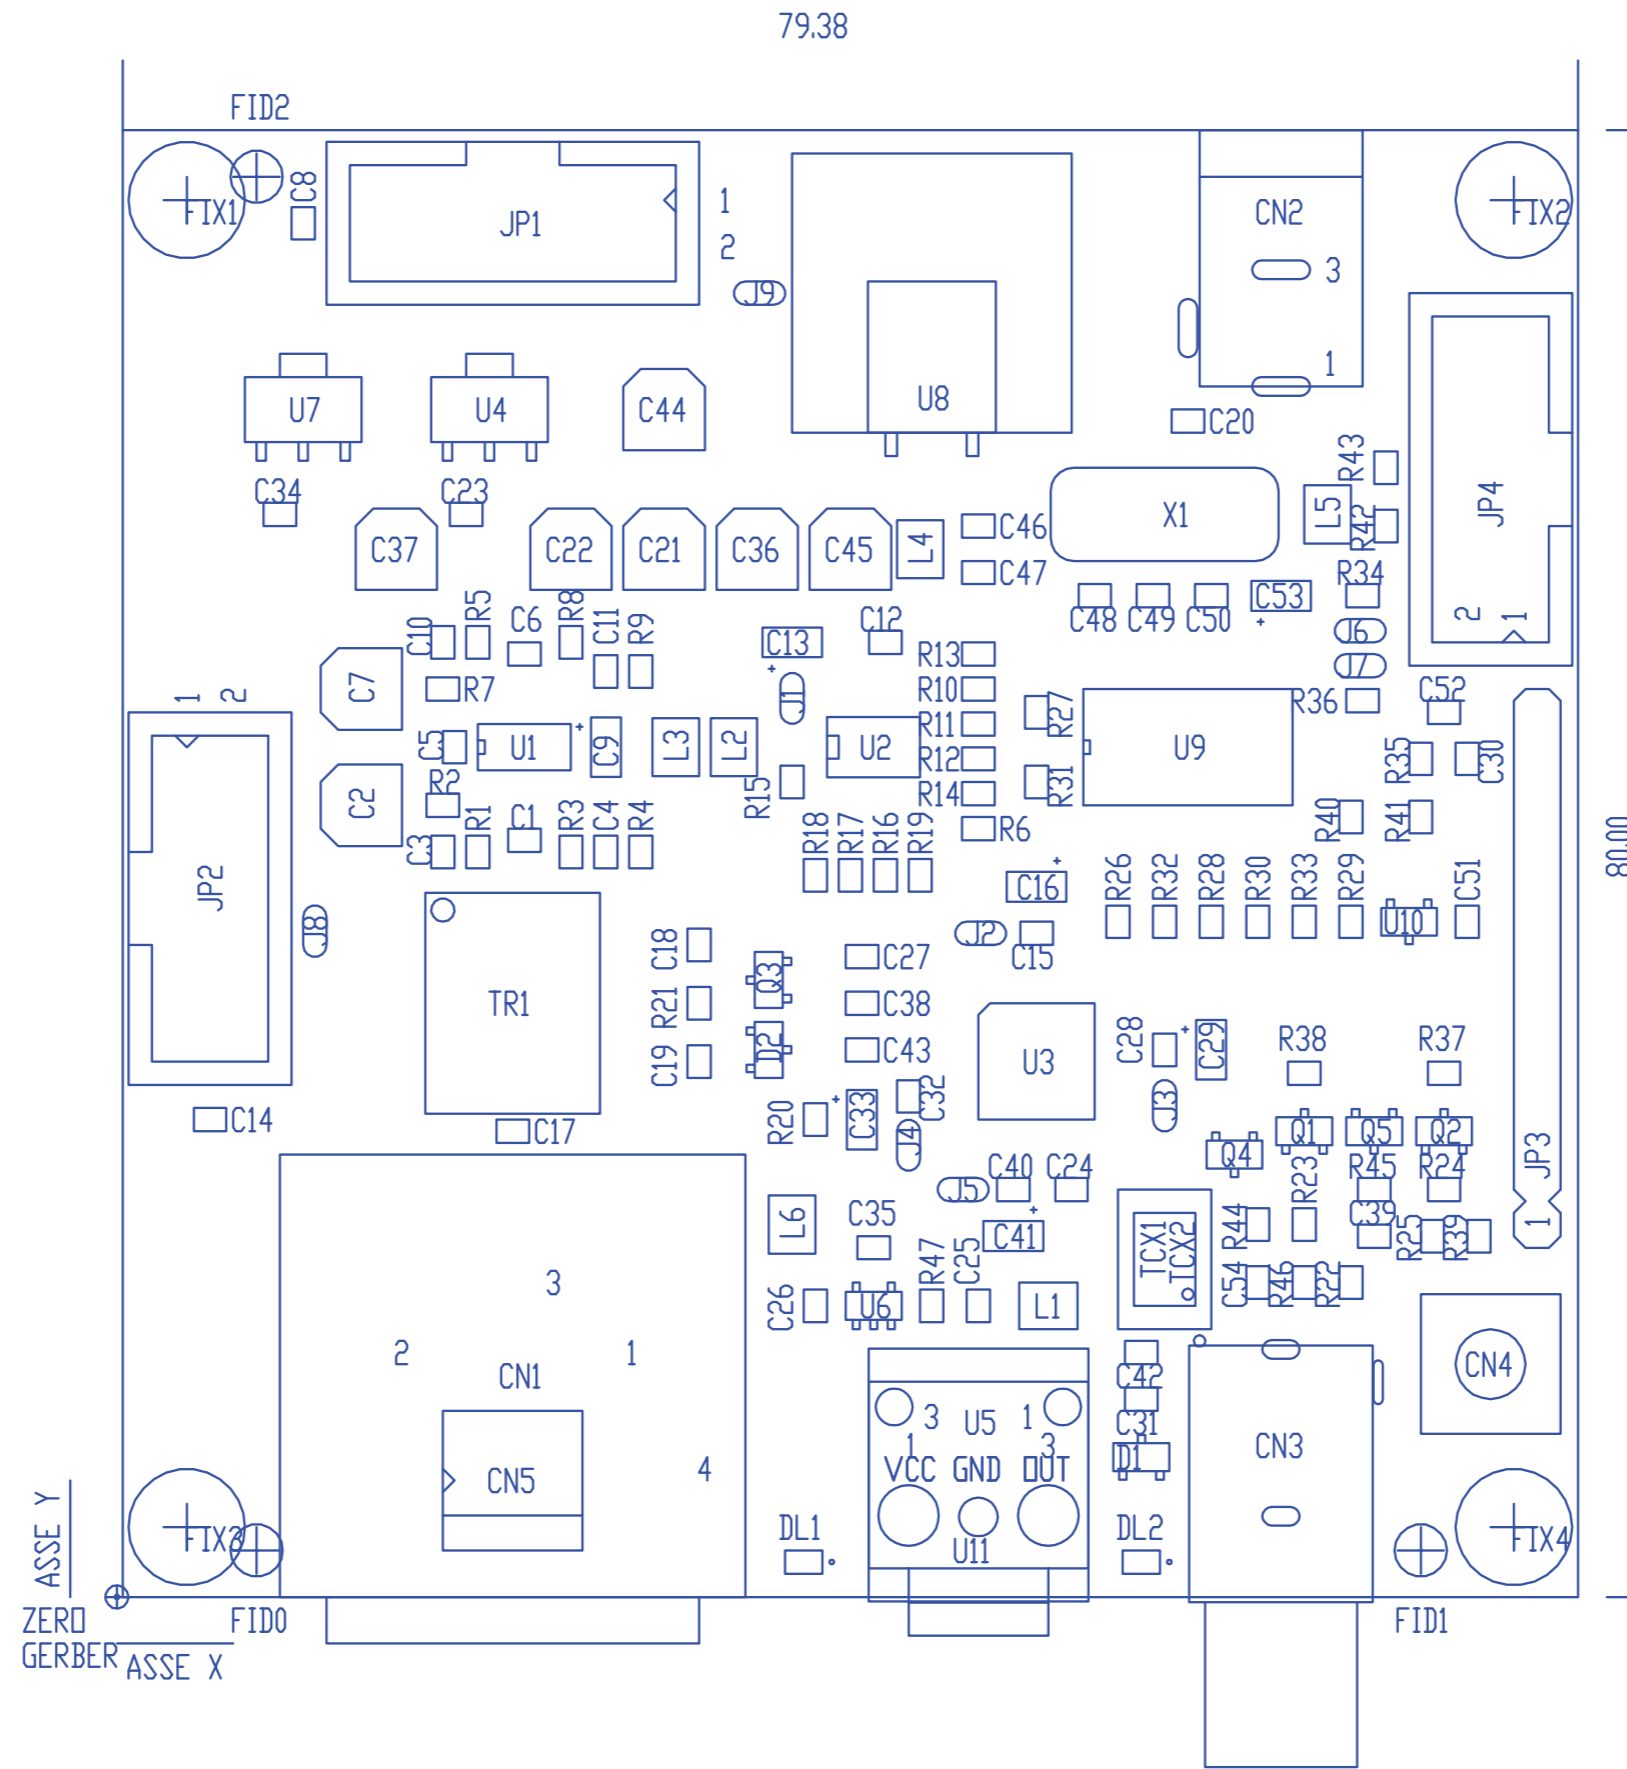 79.38
FID2
C8
FIX1
JP1
1
2
J9
CN2
3
1
FIX2
U7
U4
C44
U8
C20
R43
C34
C23
X1
L5
R42
JP4
C37
C22
C21
C36
C45
L4
C46
C47
R34
C48
C49
C50
C53
J6
J7
2
1
C10
R5
C6
R8
C11
R9
C13
C12
R13
R10
R11
R12
R14
R6
C7
R7
J1
R27
R36
C52
1
2
C5
U1
C9
L3
L2
U2
U9
R35
C30
C2
R2
R15
R31
C3
R1
C1
R3
C4
R4
R18
R17
R16
R19
R40
R41
80.00
JP2
J8
C16
R26
R32
R28
R30
R33
R29
U10
C51
C18
J2
C15
Q3
C27
TR1
R21
C38
C19
D2
C43
U3
C28
C29
R38
R37
C14
C17
R20
C33
C32
J4
J3
Q4
Q1
Q5
Q2
JP3
C40
C24
J5
R23
R45
R24
L6
C35
C41
TCX1
TCX2
R44
C39
R25
R39
1
R47
C25
C26
U6
L1
C54
R46
R22
3
2
1
CN1
C42
CN4
3
U5
1
C31
1
3
CN3
4
CN5
VCC GND OUT
D1
DL1
DL2
U11
FIX3
FIX4
ASSE Y
ZERO
GERBER
FID0
FID1
ASSE X